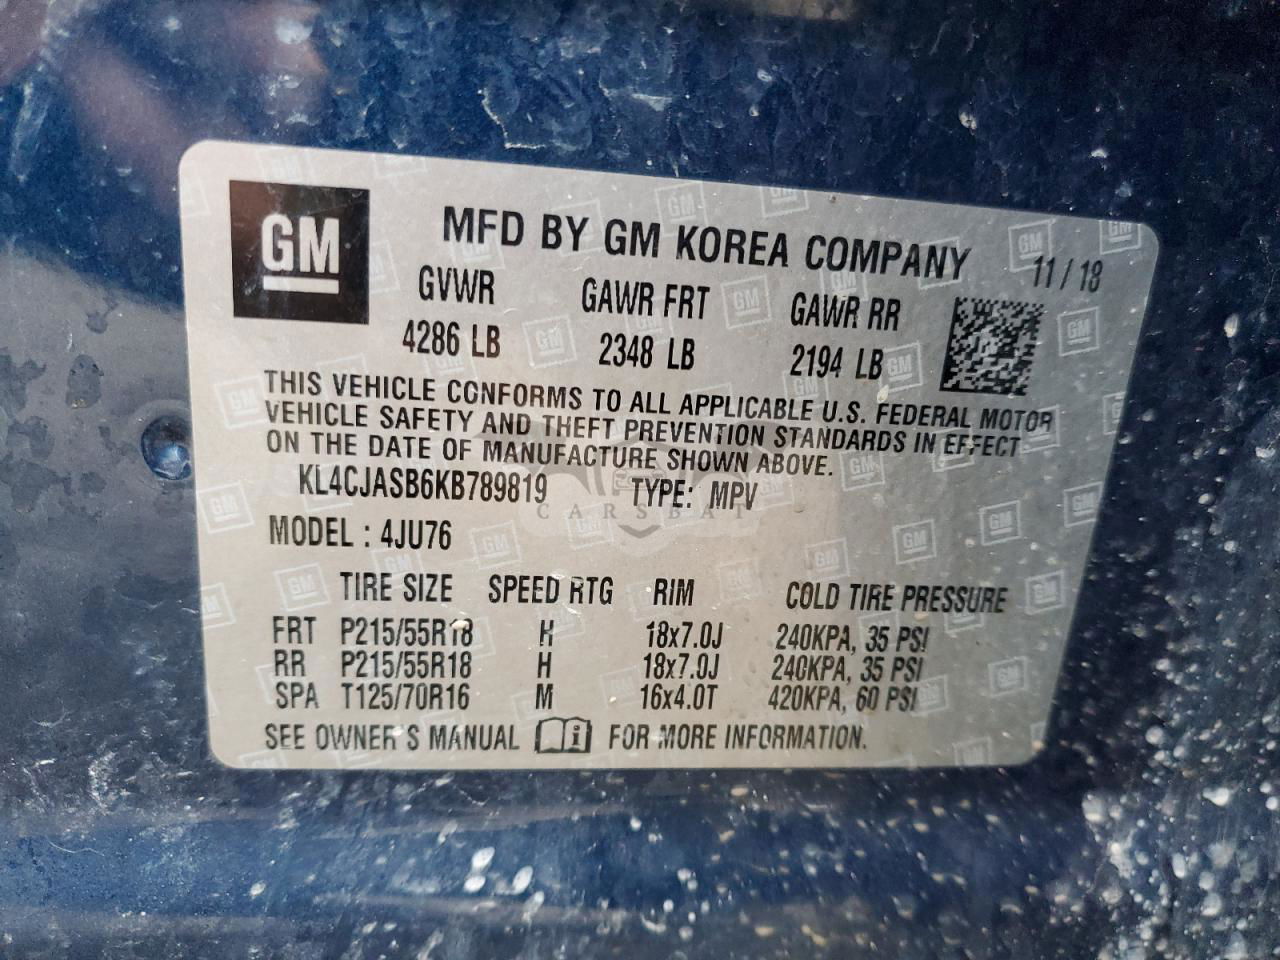 GM
MFD BY GM KOREA COMPANY
11/18
GVWR GAWR FRT GAWR RR
4286 LB 2348 LB 2194 LB
THIS VEHICLE CONFORMS TO ALL APPLICABLE U.S. FEDERAL MOTOR
VEHICLE SAFETY AND THEFT PREVENTION STANDARDS IN EFFECT
ON THE DATE OF MANUFACTURE SHOWN ABOVE.
KL4CJASB6KB789819 TYPE: MPV
CARSBAT
MODEL : 4JU76
TIRE SIZE SPEED RTG RIM COLD TIRE PRESSURE
FRT P215/55R18 H 18x7.0J 240KPA, 35 PSI
RR P215/55R18 H 18x7.0J 240KPA, 35 PSI
SPA T125/70R16 M 16x4.0T 420KPA, 60 PSI
SEE OWNER'S MANUAL i FOR MORE INFORMATION.